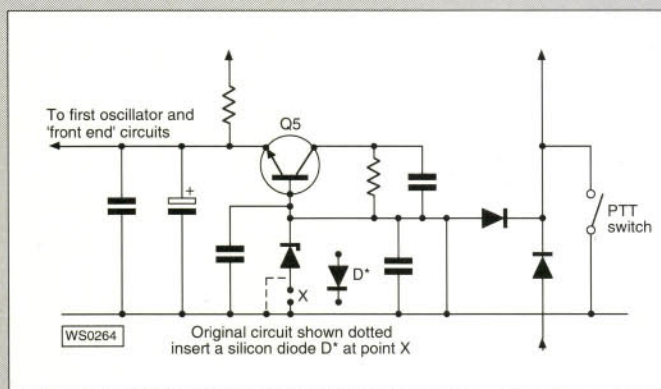 To first oscillator and
'front end' circuits
Q5
+
PTT
switch
D*
X
WS0264
Original circuit shown dotted
insert a silicon diode D* at point X